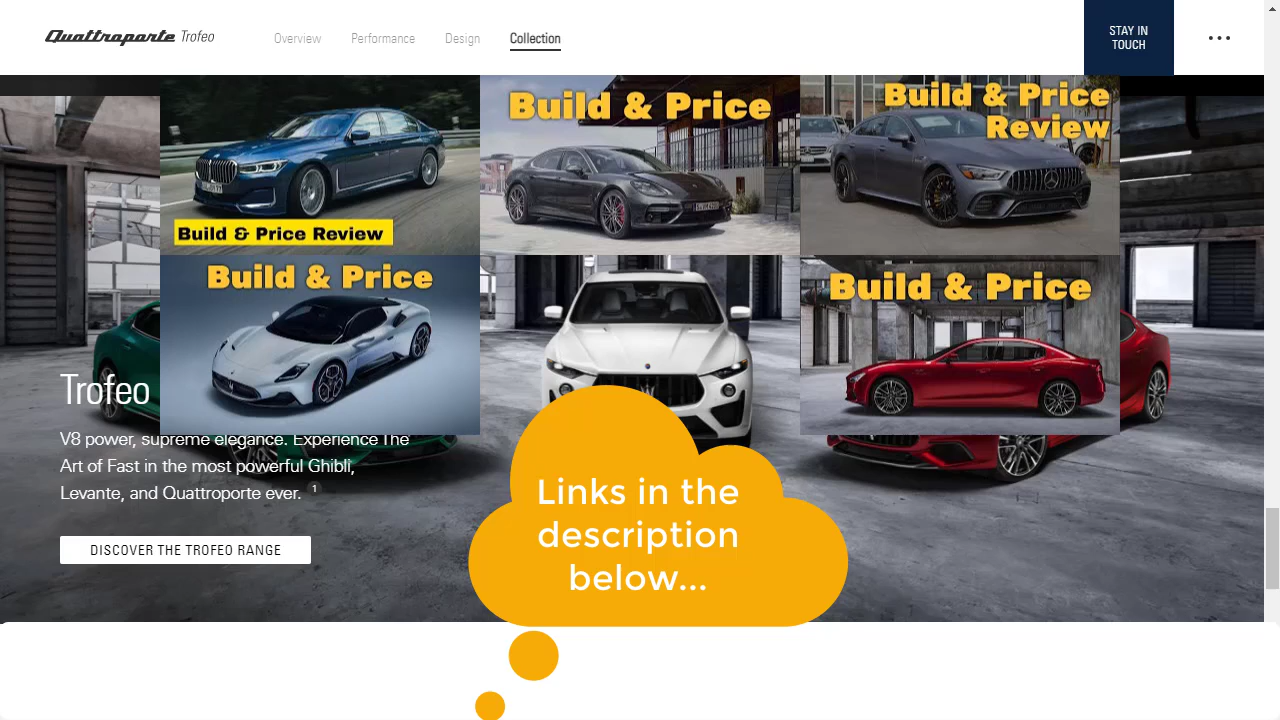 Quattroporte Trofeo
Overview
Performance
Design
Collection
STAY IN
TOUCH
Build & Price Review
Build & Price
Build & Price
Review
Build & Price
Build & Price
Trofeo
V8 power, supreme elegance. Experience The
Art of Fast in the most powerful Ghibli,
Levante, and Quattroporte ever. 1
DISCOVER THE TROFEO RANGE
Links in the
description
below...